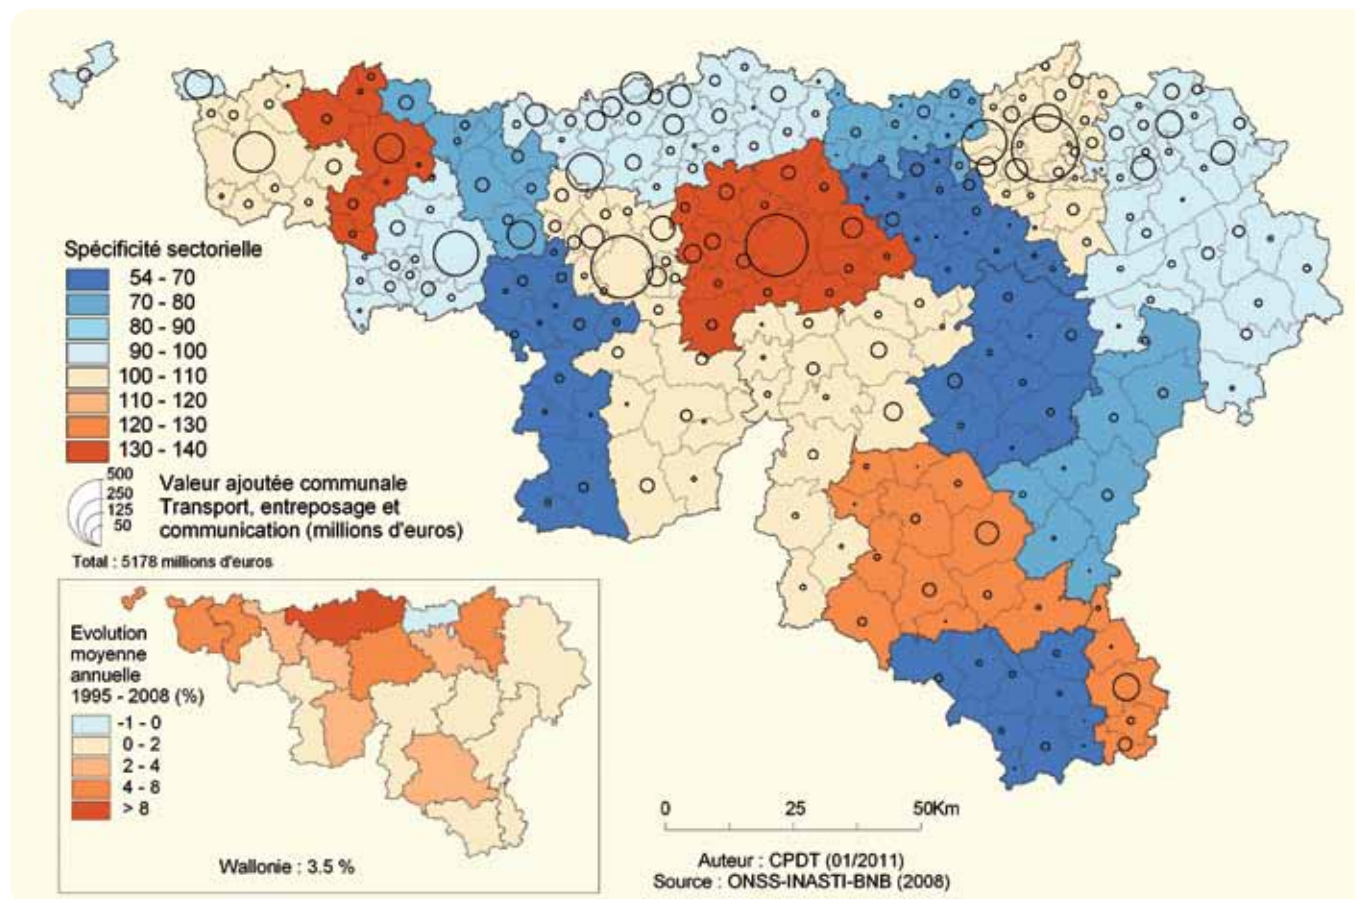 Spécificité sectorielle
54 - 70
70 - 80
80 - 90
90 - 100
100 - 110
110 - 120
120 - 130
130 - 140
500
250
125
50
Valeur ajoutée communale
Transport, entreposage et
communication (millions d'euros)
Total : 5178 millions d'euros
Evolution
moyenne
annuelle
1995 - 2008 (%)
-1 - 0
0 - 2
2 - 4
4 - 8
> 8
Wallonie : 3.5 %
0 25 50Km
Auteur : CPDT (01/2011)
Source : ONSS-INASTI-BNB (2008)